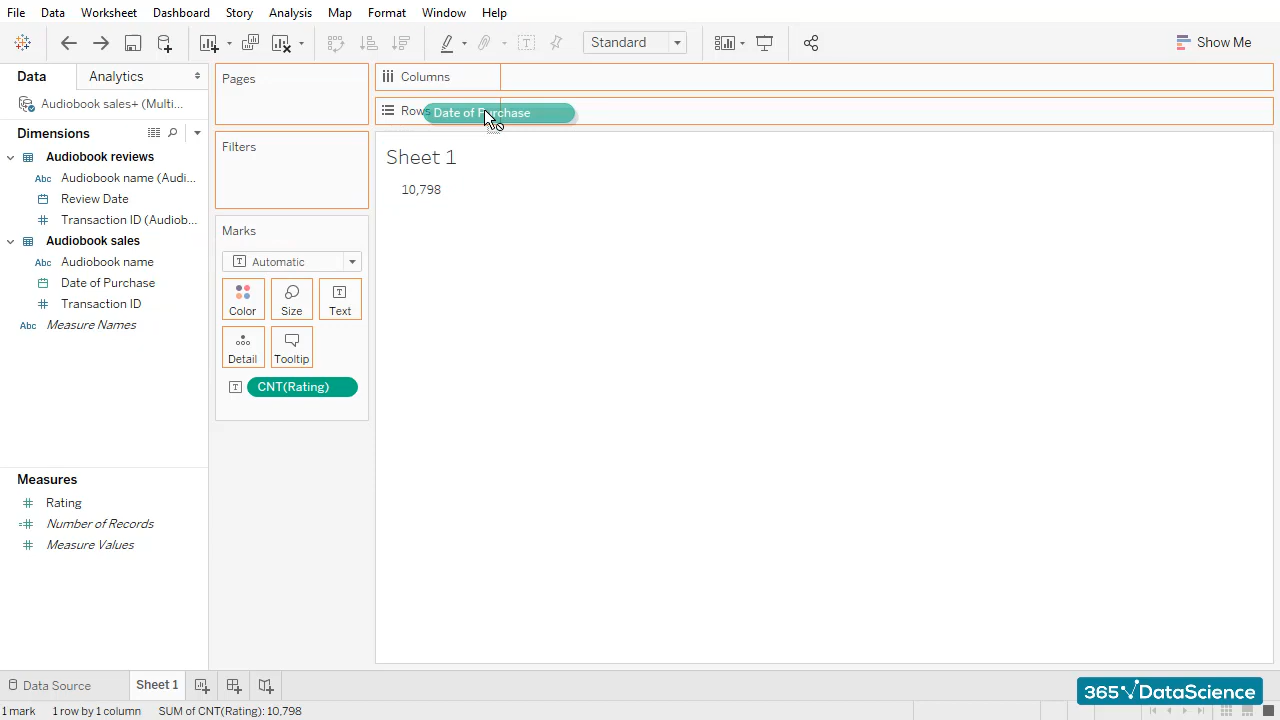 File Data Worksheet Dashboard Story Analysis Map Format Window Help
Standard
Show Me
Data Analytics
Audiobook sales+ (Multi...
Dimensions
Audiobook reviews
Abc Audiobook name (Audi...
Review Date
Transaction ID (Audiob...
Audiobook sales
Abc Audiobook name
Date of Purchase
Transaction ID
Abc Measure Names
Measures
Rating
Number of Records
Measure Values
Pages
Filters
Marks
T Automatic
Color Size Text
Detail Tooltip
T CNT(Rating)
Columns
Rows Date of Purchase
Sheet 1
10,798
Data Source Sheet 1
365 DataScience
1 mark 1 row by 1 column SUM of CNT(Rating): 10,798